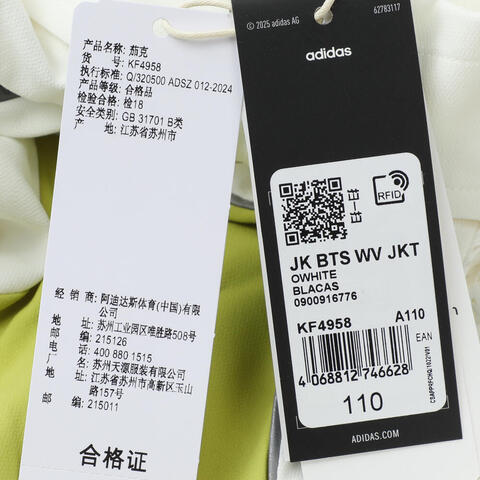 产品名称: 茄克
货 号: KF4958
执行标准: Q/320500 ADSZ 012-2024
产品等级: 合格品
检验合格: 检18
安全类别: GB 31701 B类
产 地: 江苏省苏州市
经 销 商: 阿迪达斯体育(中国)有限公司
地 址: 苏州工业园区唯胜路508号
邮 编: 215126
电 话: 400 880 1515
厂 名: 苏州天源服装有限公司
地 址: 江苏省苏州市高新区玉山路157号
邮 编: 215011
合格证
© 2025 adidas AG
62783117
adidas
RFID
JK BTS WV JKT
OWHITE
BLACAS
0900916776
KF4958 A110
EAN
4 068812 746628
110
ADIDAS.COM